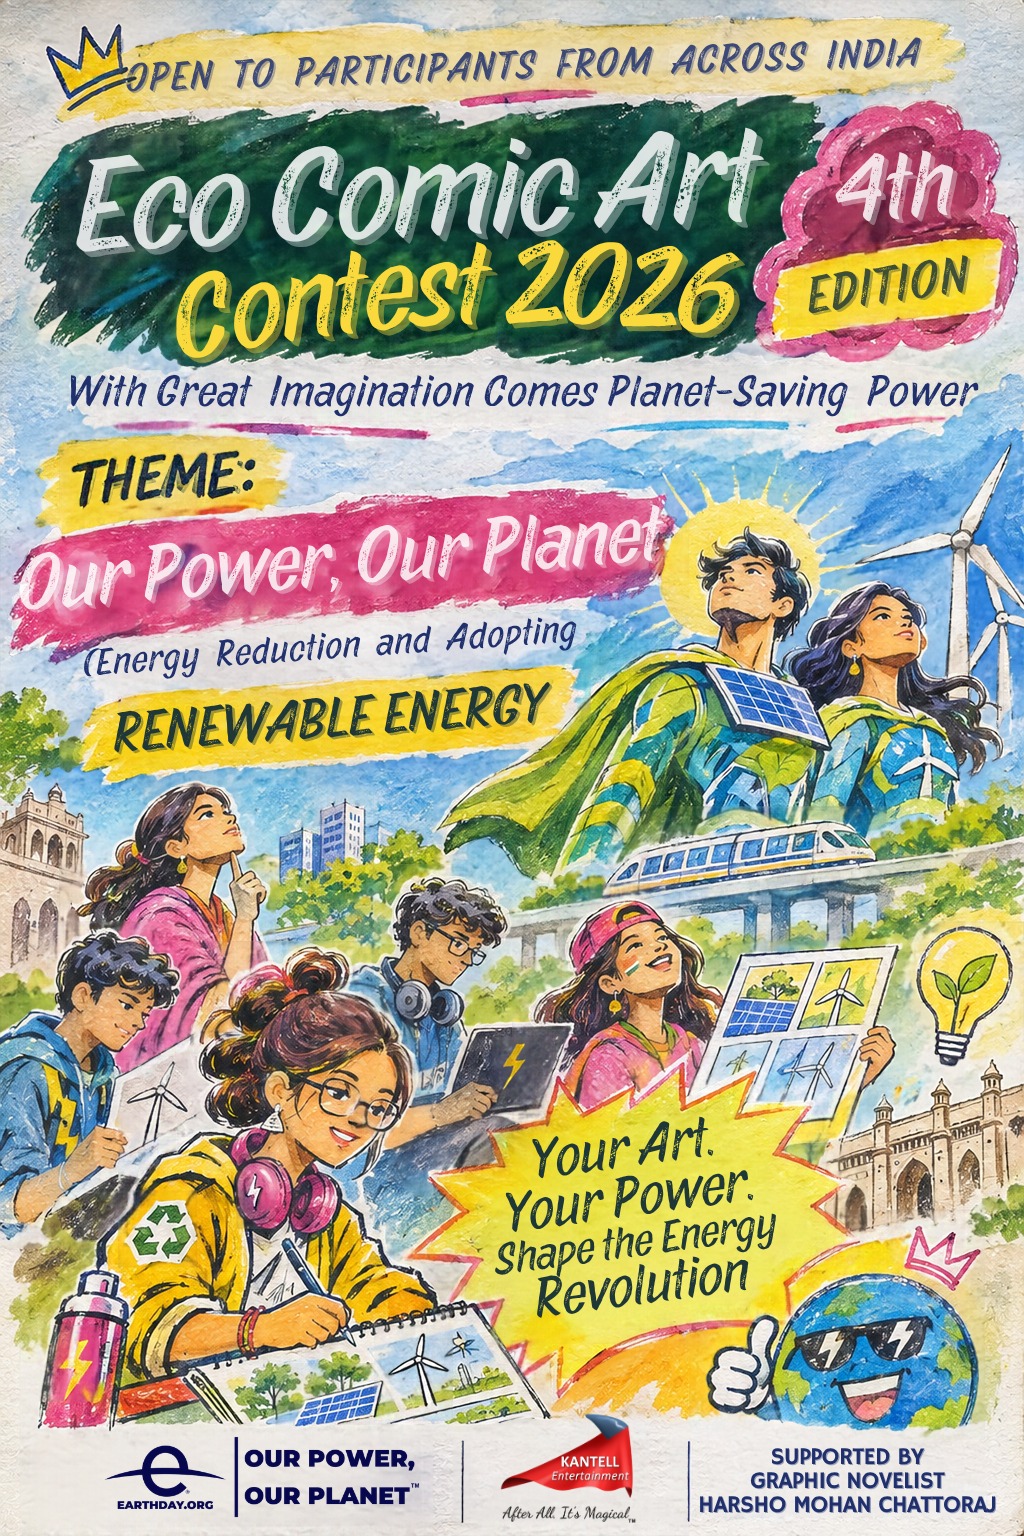 OPEN TO PARTICIPANTS FROM ACROSS INDIA
Eco Comic Art
Contest 2026
4th
EDITION
With Great Imagination Comes Planet-Saving Power
THEME:
Our Power, Our Planet
(Energy Reduction and Adopting
RENEWABLE ENERGY
Your Art.
Your Power.
Shape the Energy
Revolution
e
EARTHDAY.ORG
OUR POWER,
OUR PLANET™
KANTELL
Entertainment
After All. It's Magical™
SUPPORTED BY
GRAPHIC NOVELIST
HARSHO MOHAN CHATTORAJ